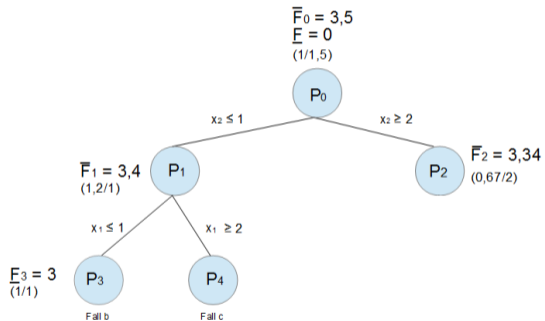 F̅₀ = 3,5
F̲ = 0
(1/1,5)
P₀
x₂ ≤ 1
x₂ ≥ 2
F̅₁ = 3,4
(1,2/1)
P₁
P₂
F̅₂ = 3,34
(0,67/2)
x₁ ≤ 1
x₁ ≥ 2
F̲̅₃ = 3
(1/1)
P₃
P₄
Fall b
Fall c